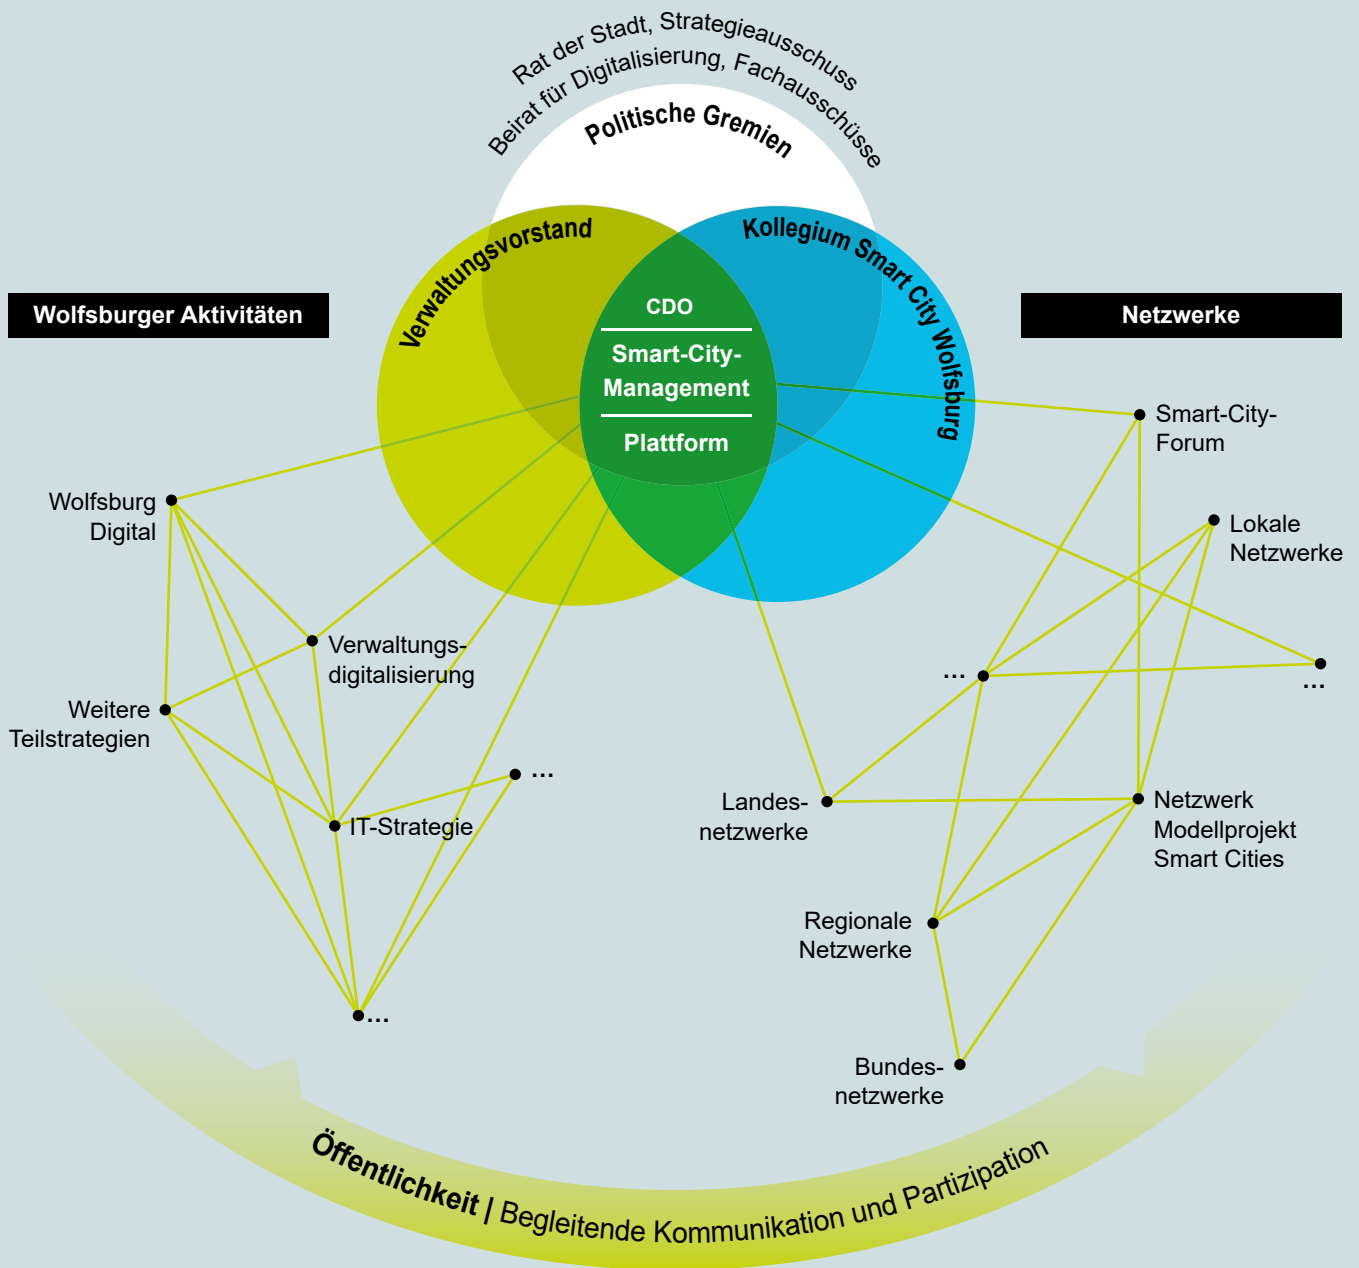 Rat der Stadt, Strategieausschuss
Beirat für Digitalisierung, Fachausschüsse
Politische Gremien
Verwaltungsvorstand
Kollegium Smart City Wolfsburg
CDO
Smart-City-
Management
Plattform
Wolfsburger Aktivitäten
Wolfsburg
Digital
Verwaltungs-
digitalisierung
Weitere
Teilstrategien
...
IT-Strategie
...
Netzwerke
Smart-City-
Forum
Lokale
Netzwerke
...
...
Landes-
netzwerke
Netzwerk
Modellprojekt
Smart Cities
Regionale
Netzwerke
Bundes-
netzwerke
Öffentlichkeit | Begleitende Kommunikation und Partizipation